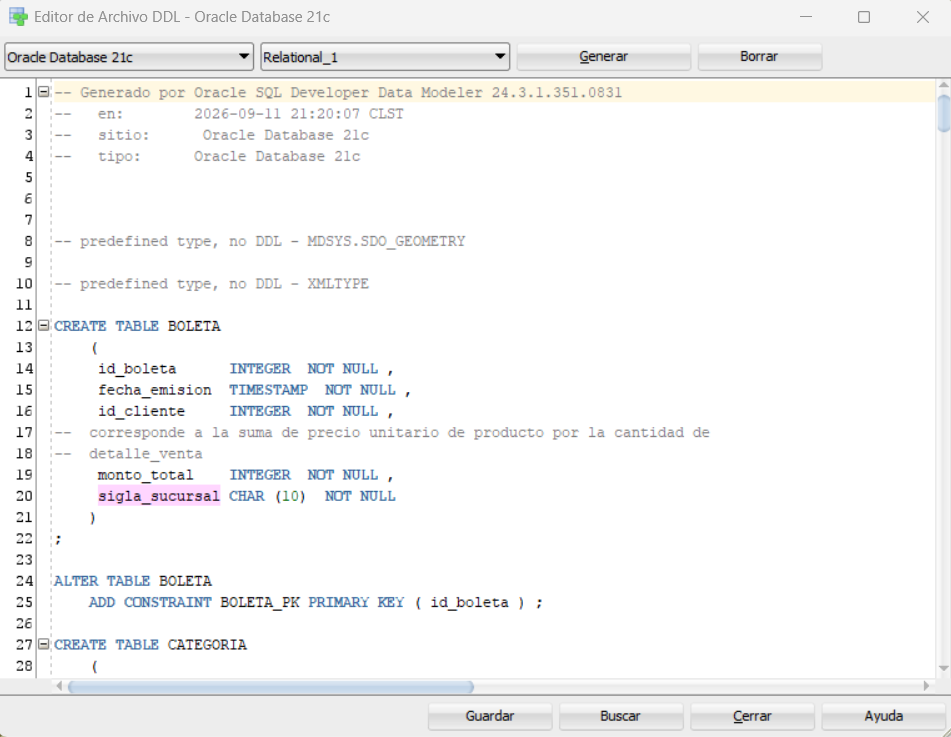 Editor de Archivo DDL - Oracle Database 21c
Oracle Database 21c Relational_1 Generar Borrar
1 -- Generado por Oracle SQL Developer Data Modeler 24.3.1.351.0831
2 --   en:        2026-09-11 21:20:07 CLST
3 --   sitio:      Oracle Database 21c
4 --   tipo:      Oracle Database 21c
5
6
7
8 -- predefined type, no DDL - MDSYS.SDO_GEOMETRY
9
10 -- predefined type, no DDL - XMLTYPE
11
12 CREATE TABLE BOLETA
13     (
14      id_boleta      INTEGER  NOT NULL ,
15      fecha_emision  TIMESTAMP  NOT NULL ,
16      id_cliente     INTEGER  NOT NULL ,
17 --  corresponde a la suma de precio unitario de producto por la cantidad de
18 --  detalle_venta
19      monto_total    INTEGER  NOT NULL ,
20      sigla_sucursal CHAR (10)  NOT NULL
21     )
22 ;
23
24 ALTER TABLE BOLETA
25     ADD CONSTRAINT BOLETA_PK PRIMARY KEY ( id_boleta ) ;
26
27 CREATE TABLE CATEGORIA
28     (
Guardar Buscar Cerrar Ayuda